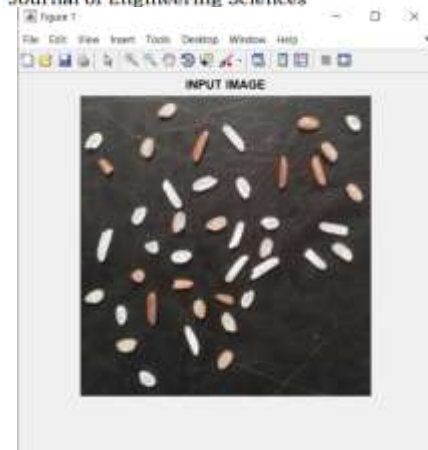 Journal of Engineering Sciences
Figure 1
File Edit View Insert Tools Desktop Window Help
INPUT IMAGE